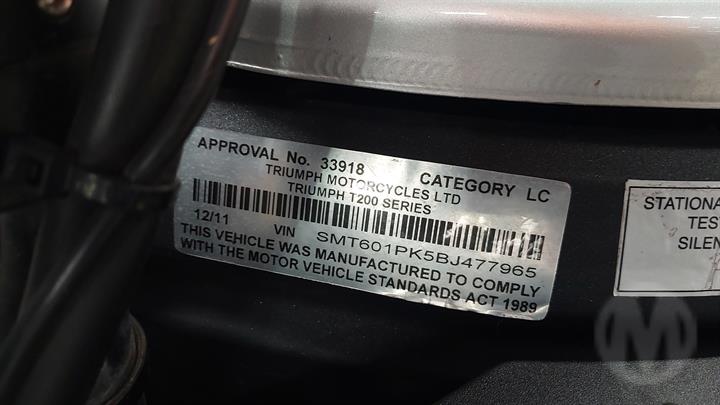 APPROVAL No. 33918 CATEGORY LC
TRIUMPH MOTORCYCLES LTD
TRIUMPH T200 SERIES
12/11 VIN SMT601PK5BJ477965
THIS VEHICLE WAS MANUFACTURED TO COMPLY
WITH THE MOTOR VEHICLE STANDARDS ACT 1989
STATIONA
TES
SILEN
M